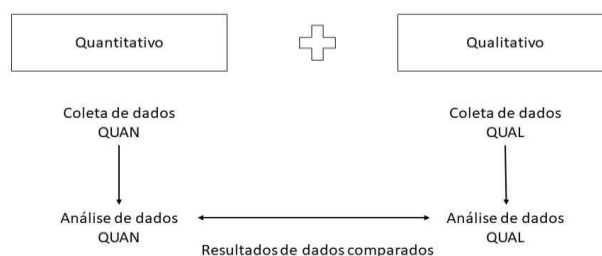 Quantitativo
Qualitativo
Coleta de dados
QUAN
Coleta de dados
QUAL
Análise de dados
QUAN
Análise de dados
QUAL
Resultados de dados comparados